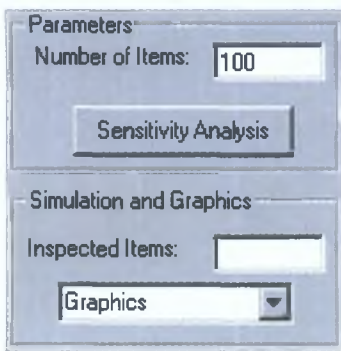 Parameters
Number of Items: 100
Sensitivity Analysis
Simulation and Graphics
Inspected Items:
Graphics